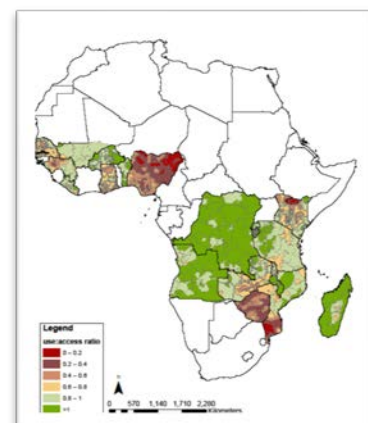 Legend
use:access ratio
0 – 0.2
0.2 – 0.4
0.4 – 0.6
0.6 – 0.8
0.8 – 1
>1
N
0 570 1,140 1,710 2,280
Kilometers